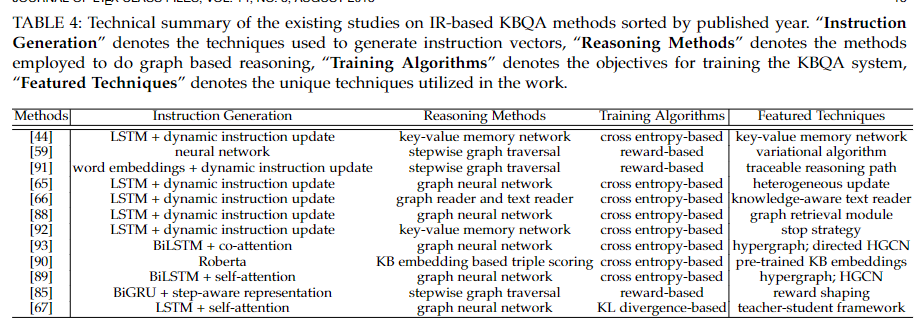 JOURNAL OF LATEX CLASS FILES, VOL. 14, NO. 8, AUGUST 2015
TABLE 4: Technical summary of the existing studies on IR-based KBQA methods sorted by published year. “Instruction
Generation” denotes the techniques used to generate instruction vectors, “Reasoning Methods” denotes the methods
employed to do graph based reasoning, “Training Algorithms” denotes the objectives for training the KBQA system,
“Featured Techniques” denotes the unique techniques utilized in the work.
Methods Instruction Generation Reasoning Methods Training Algorithms Featured Techniques
[44] LSTM + dynamic instruction update key-value memory network cross entropy-based key-value memory network
[59] neural network stepwise graph traversal reward-based variational algorithm
[91] word embeddings + dynamic instruction update stepwise graph traversal reward-based traceable reasoning path
[65] LSTM + dynamic instruction update graph neural network cross entropy-based heterogeneous update
[66] LSTM + dynamic instruction update graph reader and text reader cross entropy-based knowledge-aware text reader
[88] LSTM + dynamic instruction update graph neural network cross entropy-based graph retrieval module
[92] LSTM + dynamic instruction update key-value memory network cross entropy-based stop strategy
[93] BiLSTM + co-attention graph neural network cross entropy-based hypergraph; directed HGCN
[90] Roberta KB embedding based triple scoring cross entropy-based pre-trained KB embeddings
[89] BiLSTM + self-attention graph neural network cross entropy-based hypergraph; HGCN
[85] BiGRU + step-aware representation stepwise graph traversal reward-based reward shaping
[67] LSTM + self-attention graph neural network KL divergence-based teacher-student framework